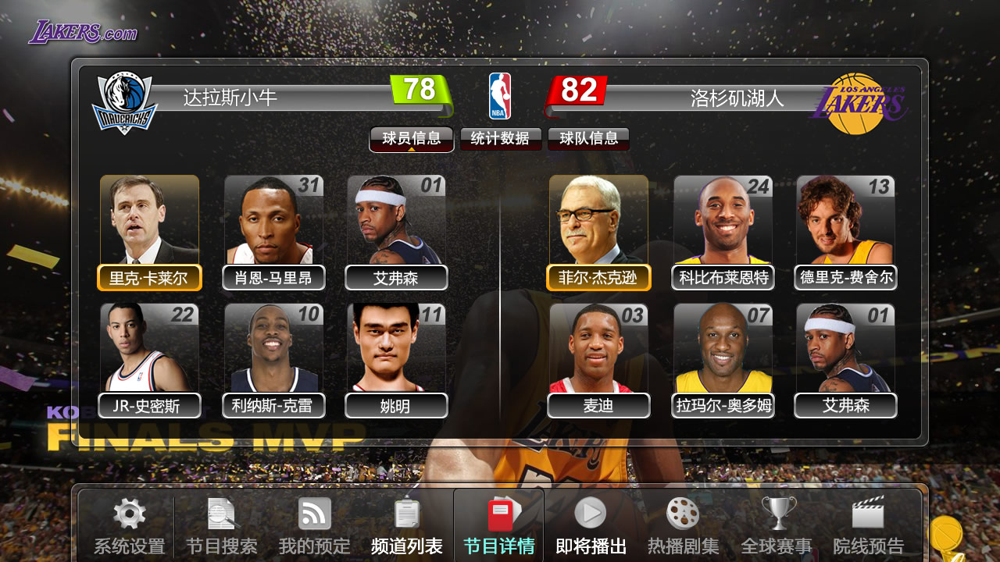 LAKERS.com
达拉斯小牛
78
NBA
82
洛杉矶湖人
MAVERICKS
LOS ANGELES
LAKERS
球员信息
统计数据
球队信息
31
01
24
13
里克·卡莱尔
肖恩-马里昂
艾弗森
菲尔·杰克逊
科比布莱恩特
德里克-费舍尔
22
10
11
03
07
01
JR-史密斯
利纳斯-克雷
姚明
麦迪
拉玛尔-奥多姆
艾弗森
KOB
FINALS MVP
系统设置
节目搜索
我的预定
频道列表
节目详情
即将播出
热播剧集
全球赛事
院线预告